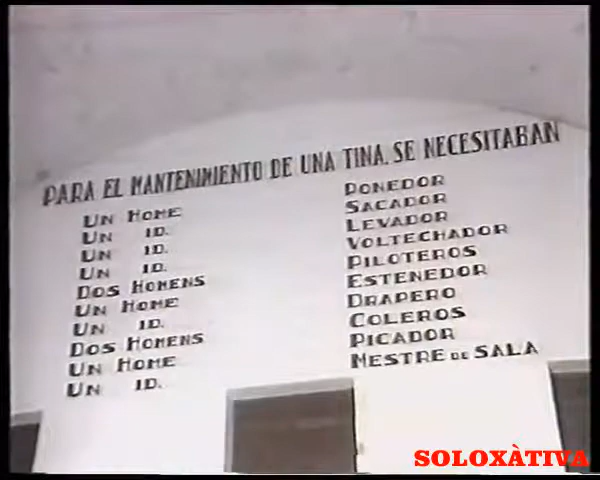 PARA EL MANTENIMIENTO DE UNA TINA, SE NECESITABAN
UN HOME PONEDOR
UN ID. SACADOR
UN ID. LEVADOR
UN ID. VOLTECHADOR
DOS HOMENS PILOTEROS
UN HOME ESTENEDOR
UN ID. DRAPERO
DOS HOMENS COLEROS
UN HOME PICADOR
UN ID. MESTRE DE SALA
SOLOXÀTIVA